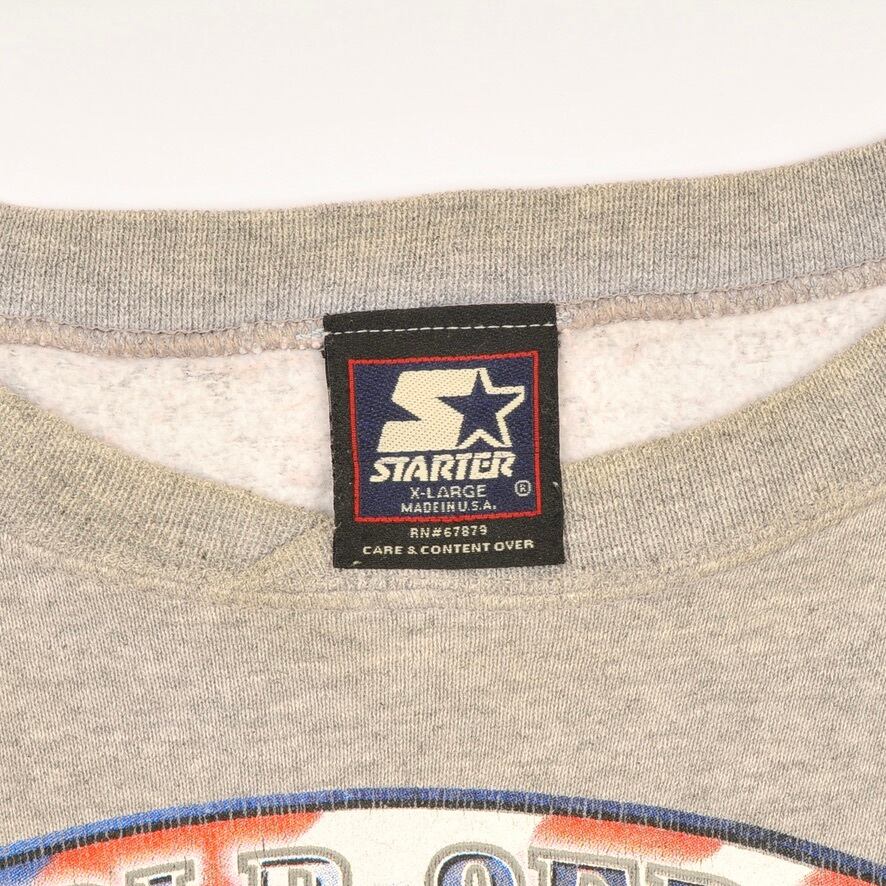 STARTER
X-LARGE ®
MADE IN U.S.A.
RN#67879
CARE & CONTENT OVER